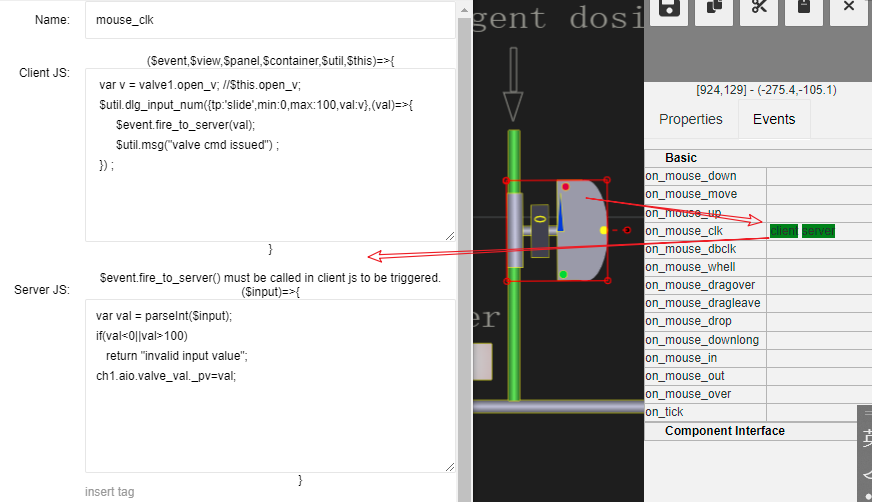 Name:
mouse_clk
($event,$view,$panel,$container,$util,$this)=>{
Client JS:
var v = valve1.open_v; //$this.open_v;
$util.dlg_input_num({tp:'slide',min:0,max:100,val:v},(val)=>{
$event.fire_to_server(val);
$util.msg("valve cmd issued") ;
}) ;
}
$event.fire_to_server() must be called in client js to be triggered.
Server JS:
($input)=>{
var val = parseInt($input);
if(val<0||val>100)
return "invalid input value";
ch1.aio.valve_val._pv=val;
}
insert tag
gent dosi
0
er
[924,129] - (-275.4,-105.1)
Properties
Events
Basic
on_mouse_down
on_mouse_move
on_mouse_up
on_mouse_clk
client server
on_mouse_dbclk
on_mouse_whell
on_mouse_dragover
on_mouse_dragleave
on_mouse_drop
on_mouse_downlong
on_mouse_in
on_mouse_out
on_mouse_over
on_tick
Component Interface
英